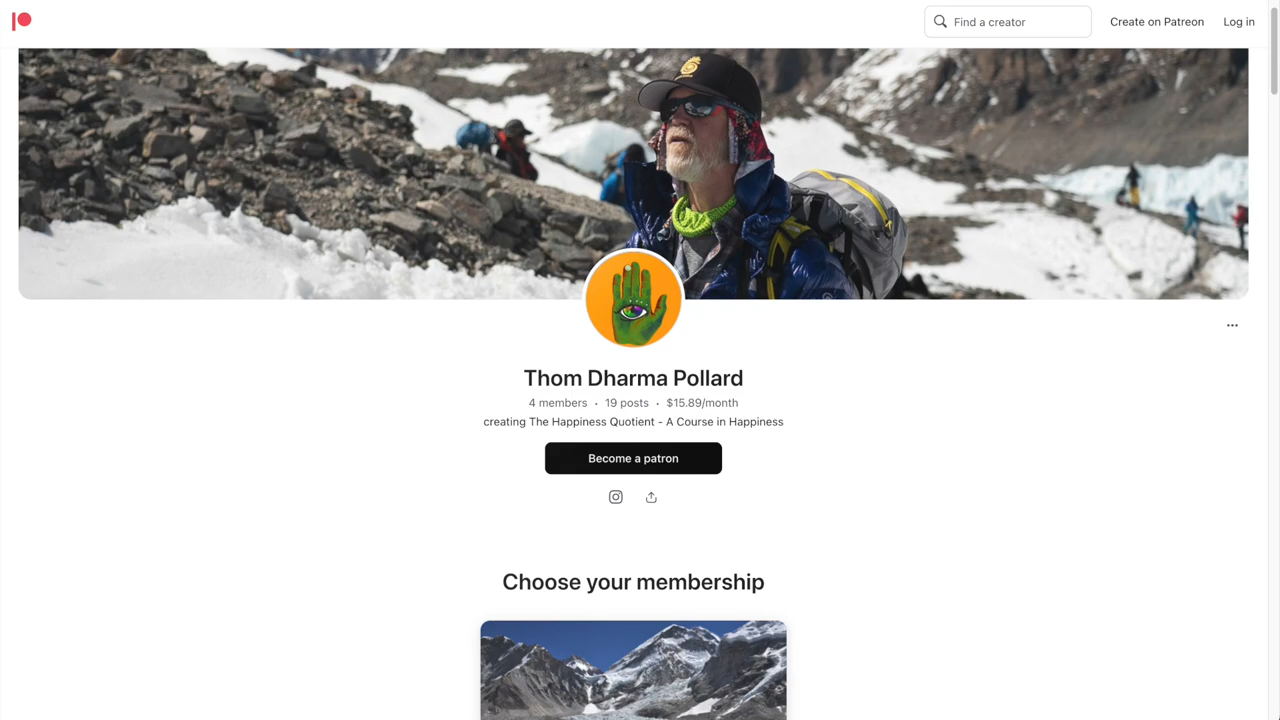 Find a creator
Create on Patreon
Log in
Thom Dharma Pollard
4 members · 19 posts · $15.89/month
creating The Happiness Quotient - A Course in Happiness
Become a patron
Choose your membership